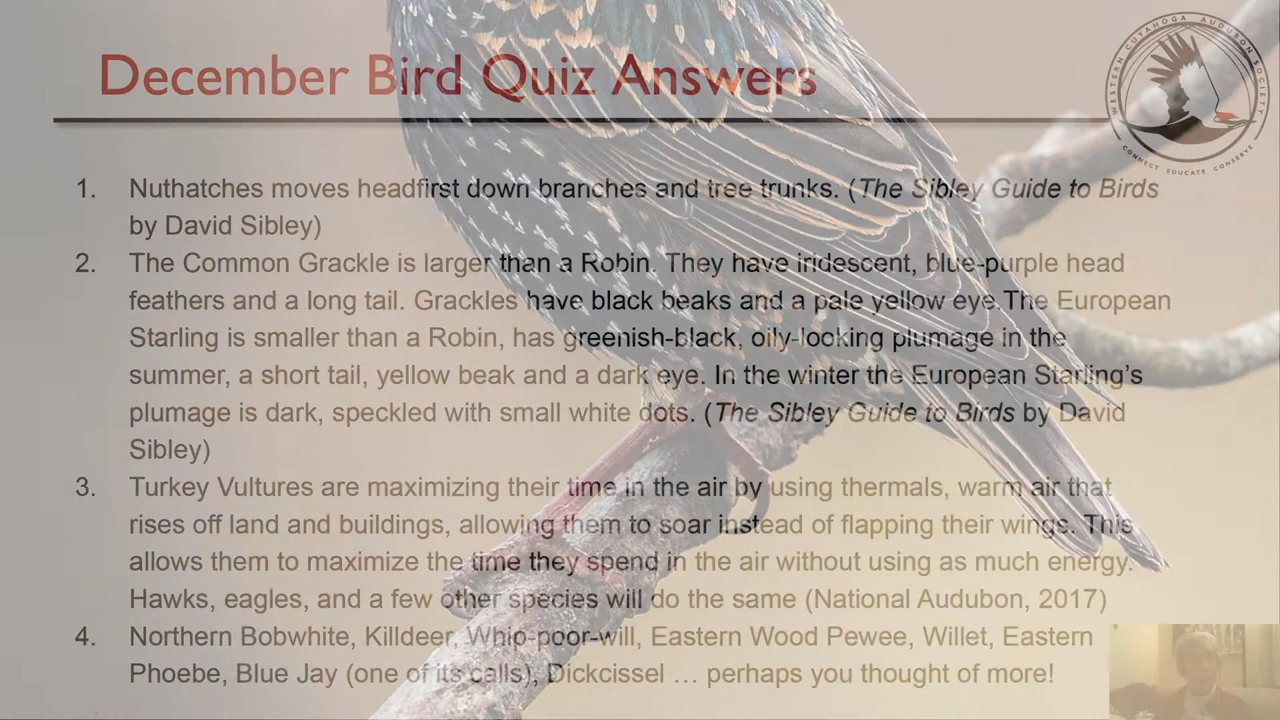 December Bird Quiz Answers
WESTERN CUYAHOGA AUDUBON SOCIETY
CONNECT EDUCATE CONSERVE
1. Nuthatches moves headfirst down branches and tree trunks. (The Sibley Guide to Birds
by David Sibley)
2. The Common Grackle is larger than a Robin. They have iridescent, blue-purple head
feathers and a long tail. Grackles have black beaks and a pale yellow eye.The European
Starling is smaller than a Robin, has greenish-black, oily-looking plumage in the
summer, a short tail, yellow beak and a dark eye. In the winter the European Starling's
plumage is dark, speckled with small white dots. (The Sibley Guide to Birds by David
Sibley)
3. Turkey Vultures are maximizing their time in the air by using thermals, warm air that
rises off land and buildings, allowing them to soar instead of flapping their wings. This
allows them to maximize the time they spend in the air without using as much energy.
Hawks, eagles, and a few other species will do the same (National Audubon, 2017)
4. Northern Bobwhite, Killdeer, Whip-poor-will, Eastern Wood Pewee, Willet, Eastern
Phoebe, Blue Jay (one of its calls), Dickcissel … perhaps you thought of more!